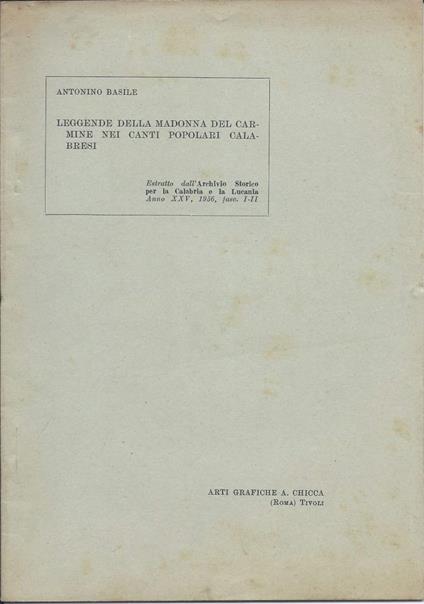 ANTONINO BASILE
LEGGENDE DELLA MADONNA DEL CAR-
MINE NEI CANTI POPOLARI CALA-
BRESI
Estratto dall'Archivio Storico
per la Calabria e la Lucania
Anno XXV, 1956, fasc. I-II
ARTI GRAFICHE A. CHICCA
(ROMA) TIVOLI